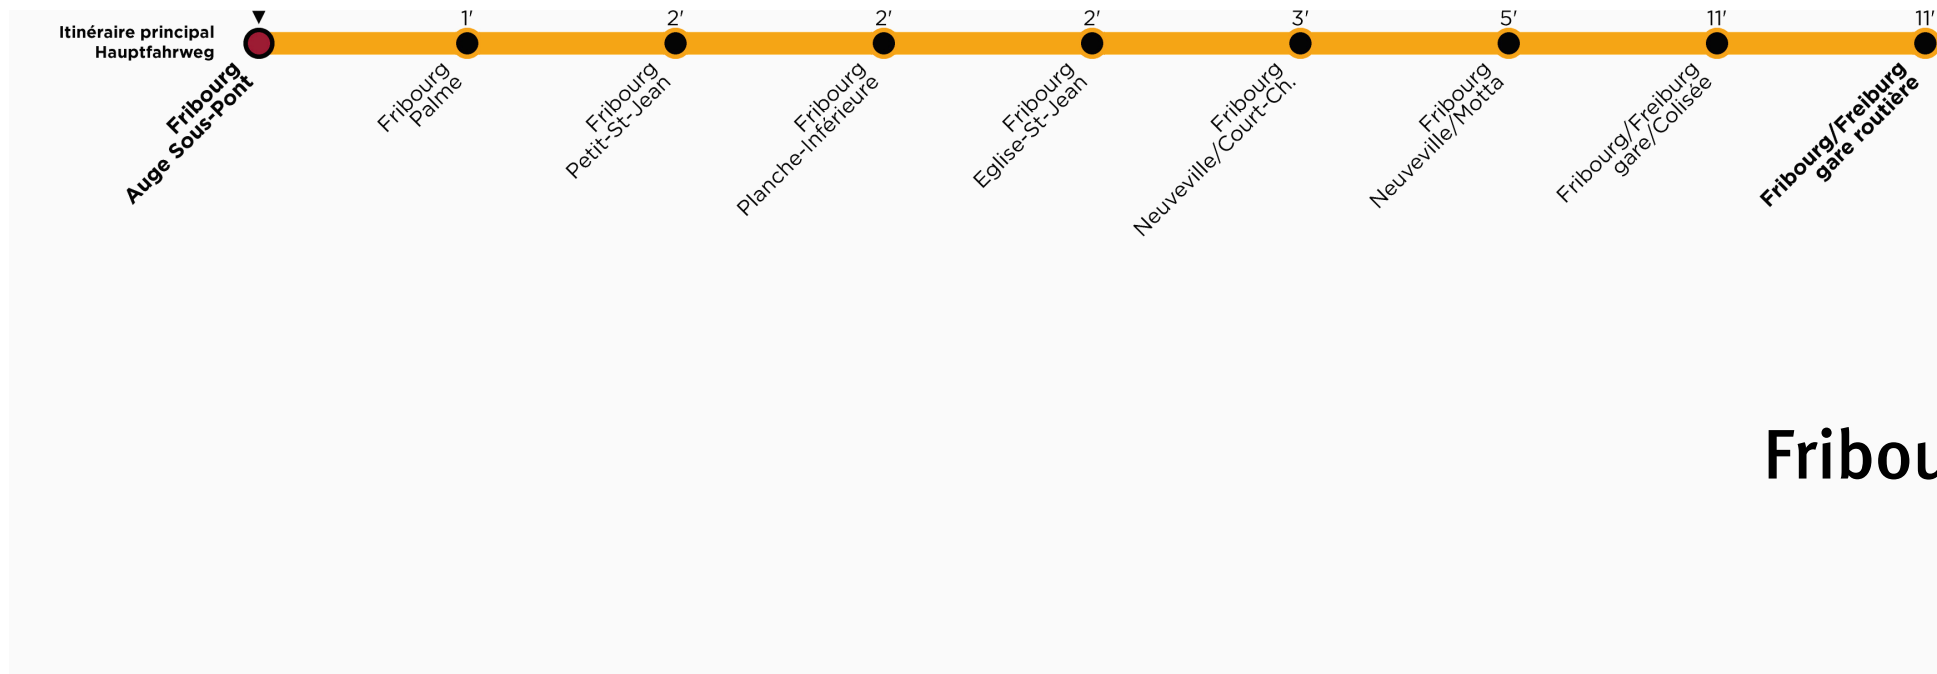 1' 2' 2' 2' 3' 5' 11' 11'
Itinéraire principal
Hauptfahrweg
Fribourg
Auge Sous-Pont
Fribourg
Palme
Fribourg
Petit-St-Jean
Fribourg
Planche-Inférieure
Fribourg
Eglise-St-Jean
Fribourg
Neuveville/Court-Ch.
Fribourg
Neuveville/Motta
Fribourg/Freiburg
gare/Colisée
Fribourg/Freiburg
gare routière
Fribou